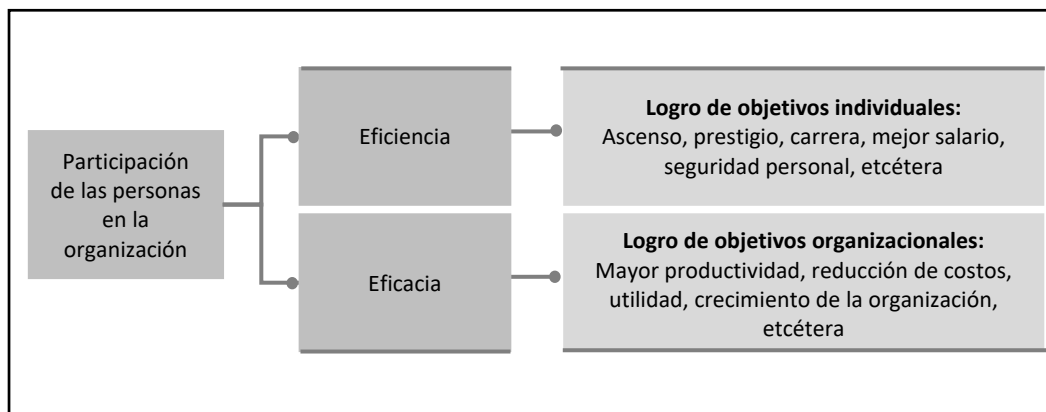 Participación
de las personas
en la
organización
Eficiencia
Logro de objetivos individuales:
Ascenso, prestigio, carrera, mejor salario,
seguridad personal, etcétera
Eficacia
Logro de objetivos organizacionales:
Mayor productividad, reducción de costos,
utilidad, crecimiento de la organización,
etcétera